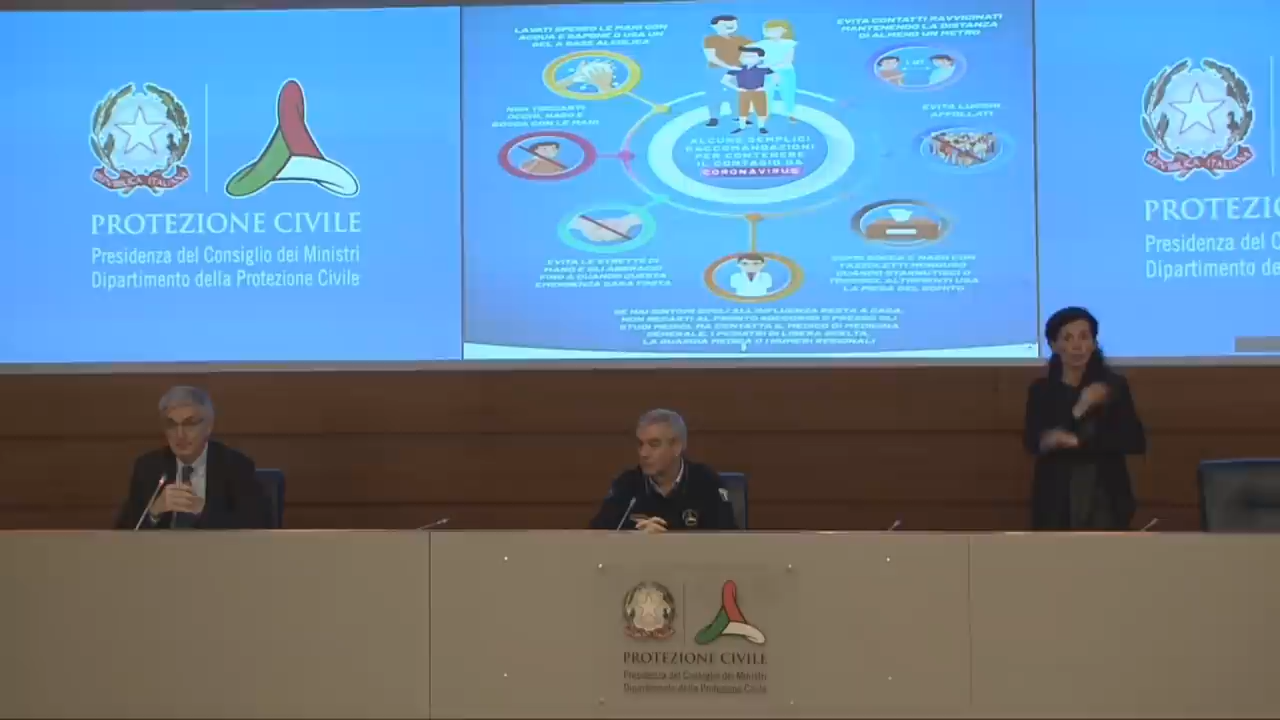 PROTEZIONE CIVILE
Presidenza del Consiglio dei Ministri
Dipartimento della Protezione Civile
REPVBBLICA ITALIANA
LAVATI SPESSO LE MANI CON
ACQUA E SAPONE O USA UN
GEL A BASE ALCOLICA
NON TOCCARTI
OCCHI, NASO E
BOCCA CON LE MANI
EVITA LE STRETTE DI
MANO E GLI ABBRACCI
FINO A QUANDO QUESTA
EMERGENZA SARÀ FINITA
ALCUNE SEMPLICI
RACCOMANDAZIONI
PER CONTENERE
IL CONTAGIO DA
CORONAVIRUS
EVITA CONTATTI RAVVICINATI
MANTENENDO LA DISTANZA
DI ALMENO UN METRO
1 MT
EVITA LUOGHI
AFFOLLATI
COPRI BOCCA E NASO CON
FAZZOLETTI MONOUSO
QUANDO STARNUTISCI O
TOSSISCI. ALTRIMENTI USA
LA PIEGA DEL GOMITO
SE HAI SINTOMI SIMILI ALL'INFLUENZA RESTA A CASA,
NON RECARTI AL PRONTO SOCCORSO O PRESSO GLI
STUDI MEDICI, MA CONTATTA IL MEDICO DI MEDICINA
GENERALE, I PEDIATRI DI LIBERA SCELTA,
LA GUARDIA MEDICA O I NUMERI REGIONALI
REPVBBLICA ITALIANA
PROTEZIO
Presidenza del C
Dipartimento de
PROTEZIONE CIVILE
Presidenza del Consiglio dei Ministri
Dipartimento della Protezione Civile